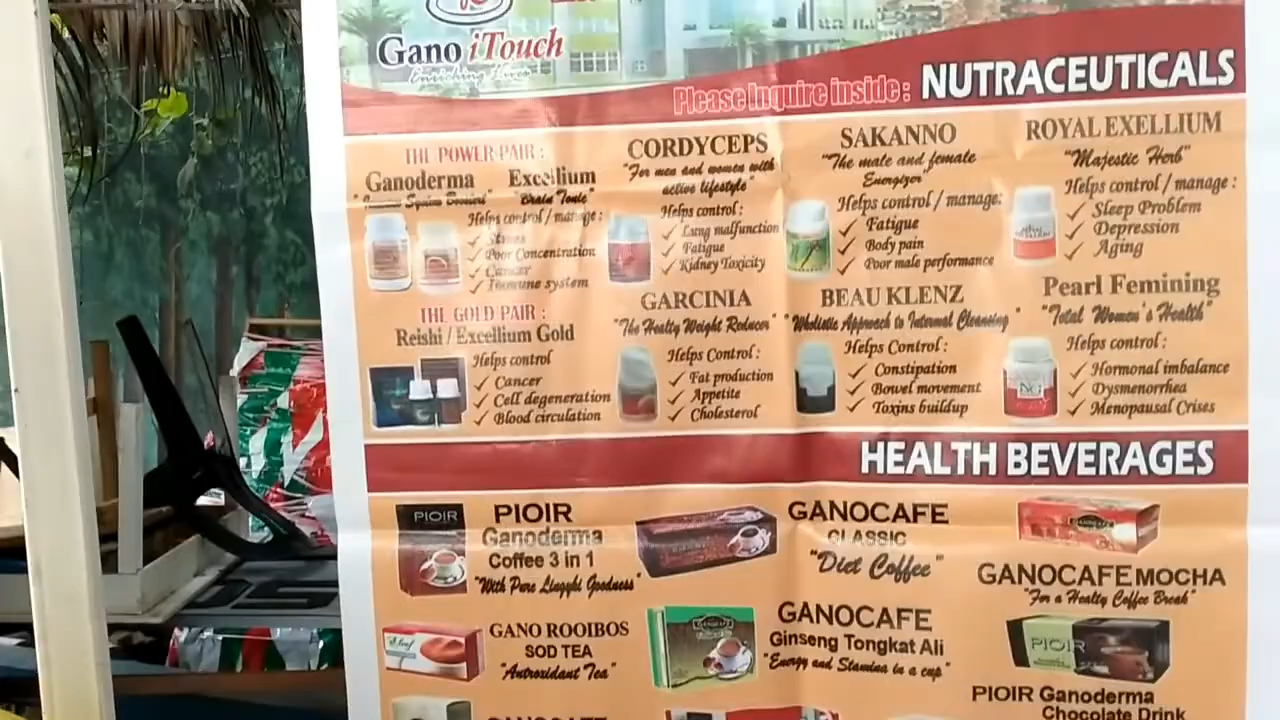 Gano iTouch
Enriching Lives
Please Inquire inside: NUTRACEUTICALS
THE POWER PAIR :
Ganoderma Excellium
"Immune System Booster" "Brain Tonic"
Helps control / manage :
✓ Stress
✓ Poor Concentration
✓ Cancer
✓ Immune system
CORDYCEPS
"For men and women with
active lifestyle"
Helps control :
✓ Lung malfunction
✓ Fatigue
✓ Kidney Toxicity
SAKANNO
"The male and female
Energizer"
Helps control / manage:
✓ Fatigue
✓ Body pain
✓ Poor male performance
ROYAL EXELLIUM
"Majestic Herb"
Helps control / manage :
✓ Sleep Problem
✓ Depression
✓ Aging
THE GOLD PAIR :
Reishi / Excellium Gold
Helps control
✓ Cancer
✓ Cell degeneration
✓ Blood circulation
GARCINIA
"The Healty Weight Reducer"
Helps Control :
✓ Fat production
✓ Appetite
✓ Cholesterol
BEAU KLENZ
"Wholistic Approach to Internal Cleansing "
Helps Control :
✓ Constipation
✓ Bowel movement
✓ Toxins buildup
Pearl Femining
"Total Women's Health"
Helps control :
✓ Hormonal imbalance
✓ Dysmenorrhea
✓ Menopausal Crises
HEALTH BEVERAGES
PIOIR
PIOIR
Ganoderma
Coffee 3 in 1
"With Pure Lingzhi Goodness"
GANOCAFE
CLASSIC
"Diet Coffee"
GANOCAFE MOCHA
"For a Healty Coffee Break"
GANO ROOIBOS
SOD TEA
"Antroxidant Tea"
GANOCAFE
Ginseng Tongkat Ali
"Energy and Stamina in a cup"
PIOIR
PIOIR Ganoderma
Chocolate Drink
GANOCAFE